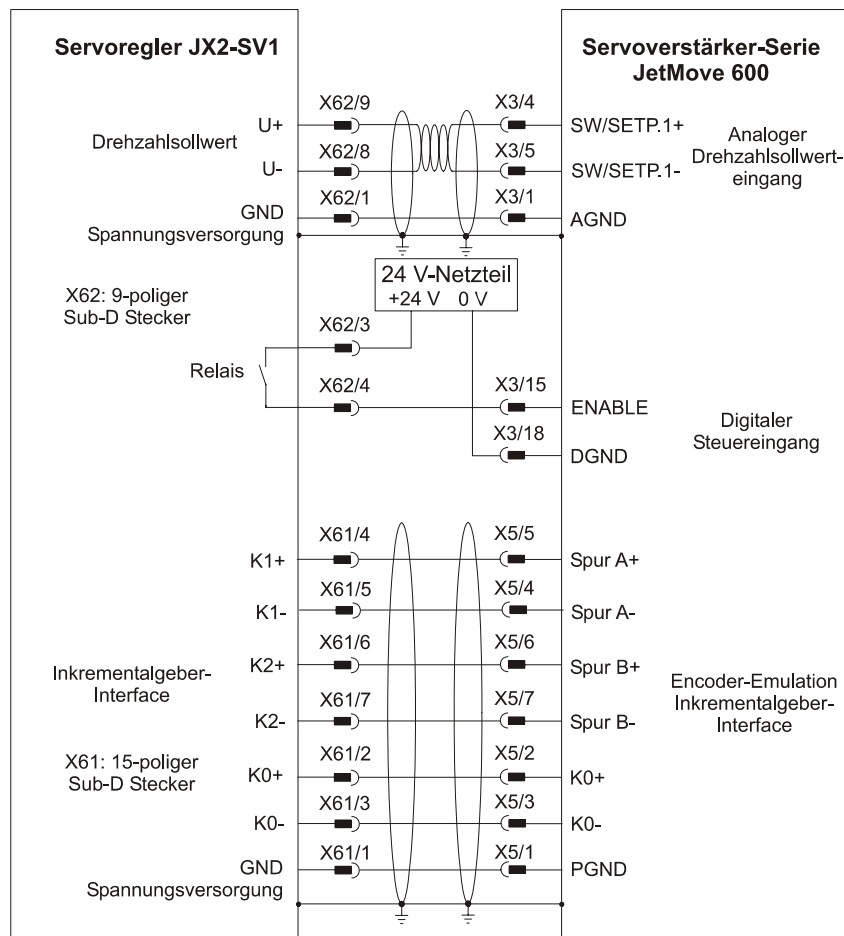 Servoregler JX2-SV1
Servoverstärker-Serie
JetMove 600
X62/9
X3/4
Drehzahlsollwert
U+
SW/SETP.1+
Analoger
Drehzahlsollwert-
eingang
X62/8
X3/5
U-
SW/SETP.1-
X62/1
X3/1
GND
Spannungsversorgung
AGND
24 V-Netzteil
+24 V 0 V
X62: 9-poliger
Sub-D Stecker
X62/3
Relais
X62/4
X3/15
ENABLE
Digitaler
Steuereingang
X3/18
DGND
X61/4
X5/5
K1+
Spur A+
X61/5
X5/4
K1-
Spur A-
X61/6
X5/6
K2+
Spur B+
Inkrementalgeber-
Interface
Encoder-Emulation
Inkrementalgeber-
Interface
X61/7
X5/7
K2-
Spur B-
X61: 15-poliger
Sub-D Stecker
X61/2
X5/2
K0+
K0+
X61/3
X5/3
K0-
K0-
X61/1
X5/1
GND
Spannungsversorgung
PGND